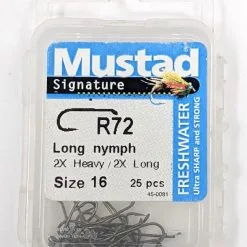 Mustad
Signature
R72
Long nymph
2X Heavy / 2X Long
Size 16 25 pcs
FRESHWATER
Ultra SHARP and STRONG